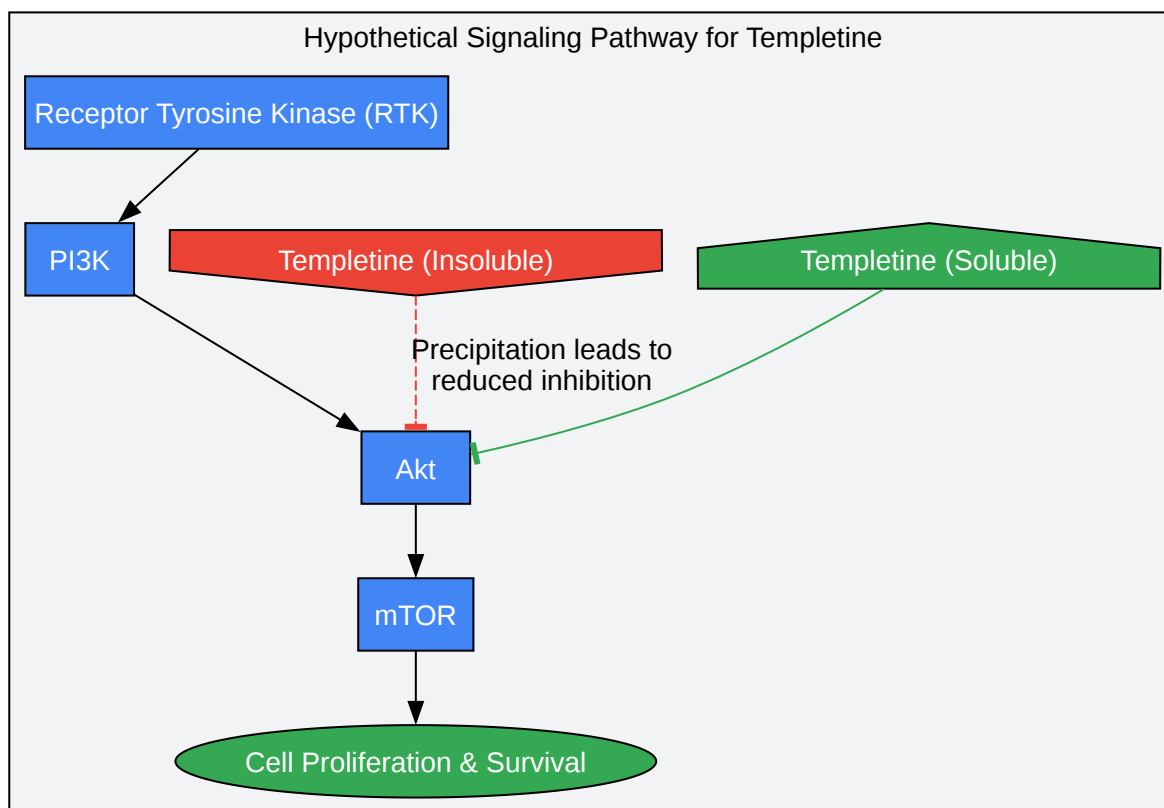 Hypothetical Signaling Pathway for Templetine
Receptor Tyrosine Kinase (RTK)
PI3K
Templetine (Insoluble)
Templetine (Soluble)
Precipitation leads to
reduced inhibition
Akt
mTOR
Cell Proliferation & Survival